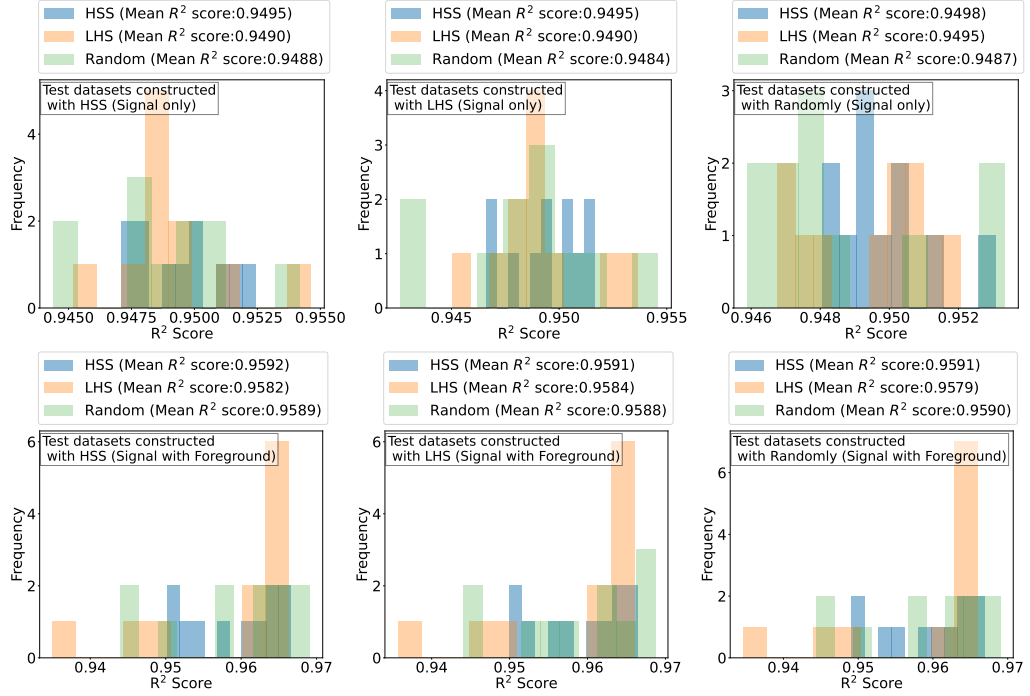 HSS (Mean R² score:0.9495)
LHS (Mean R² score:0.9490)
Random (Mean R² score:0.9488)
Test datasets constructed
with HSS (Signal only)
Frequency
4
2
0
0.9450 0.9475 0.9500 0.9525 0.9550
R² Score
HSS (Mean R² score:0.9495)
LHS (Mean R² score:0.9490)
Random (Mean R² score:0.9484)
Test datasets constructed
with LHS (Signal only)
Frequency
4
3
2
1
0
0.945 0.950 0.955
R² Score
HSS (Mean R² score:0.9498)
LHS (Mean R² score:0.9495)
Random (Mean R² score:0.9487)
Test datasets constructed
with Randomly (Signal only)
Frequency
3
2
1
0
0.946 0.948 0.950 0.952
R² Score
HSS (Mean R² score:0.9592)
LHS (Mean R² score:0.9582)
Random (Mean R² score:0.9589)
Test datasets constructed
with HSS (Signal with Foreground)
Frequency
6
4
2
0
0.94 0.95 0.96 0.97
R² Score
HSS (Mean R² score:0.9591)
LHS (Mean R² score:0.9584)
Random (Mean R² score:0.9588)
Test datasets constructed
with LHS (Signal with Foreground)
Frequency
6
4
2
0
0.94 0.95 0.96 0.97
R² Score
HSS (Mean R² score:0.9591)
LHS (Mean R² score:0.9579)
Random (Mean R² score:0.9590)
Test datasets constructed
with Randomly (Signal with Foreground)
Frequency
6
4
2
0
0.94 0.95 0.96 0.97
R² Score